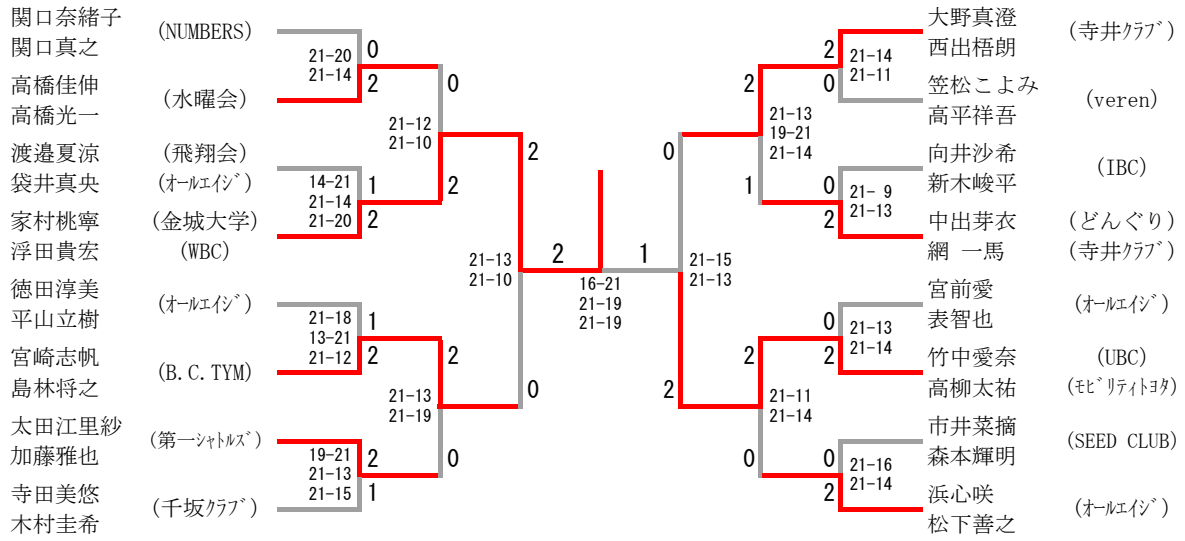 関口奈緒子
関口真之
(NUMBERS)
高橋佳伸
高橋光一
(水曜会)
渡邉夏涼
袋井真央
(飛翔会)
(オールエイジ)
家村桃寧
浮田貴宏
(金城大学)
(WBC)
徳田淳美
平山立樹
(オールエイジ)
宮崎志帆
島林将之
(B.C.TYM)
太田江里紗
加藤雅也
(第一シャトルズ)
寺田美悠
木村圭希
(千坂クラブ)
21-20
21-14
0
2
14-21
21-14
21-20
1
2
21-18
13-21
21-12
1
2
19-21
21-13
21-15
2
1
21-12
21-10
0
2
21-13
21-19
2
0
21-13
21-10
2
0
2
1
16-21
21-19
21-19
21-15
21-13
0
2
21-13
19-21
21-14
2
1
21-11
21-14
2
0
21-14
21-11
2
0
21- 9
21-13
0
2
21-13
21-14
0
2
21-16
21-14
0
2
大野真澄
西出梧朗
(寺井クラブ)
笠松こよみ
高平祥吾
(veren)
向井沙希
新木峻平
(IBC)
中出芽衣
網 一馬
(どんぐり)
(寺井クラブ)
宮前愛
表智也
(オールエイジ)
竹中愛奈
高柳太祐
(UBC)
(モビリティトヨタ)
市井菜摘
森本輝明
(SEED CLUB)
浜心咲
松下善之
(オールエイジ)